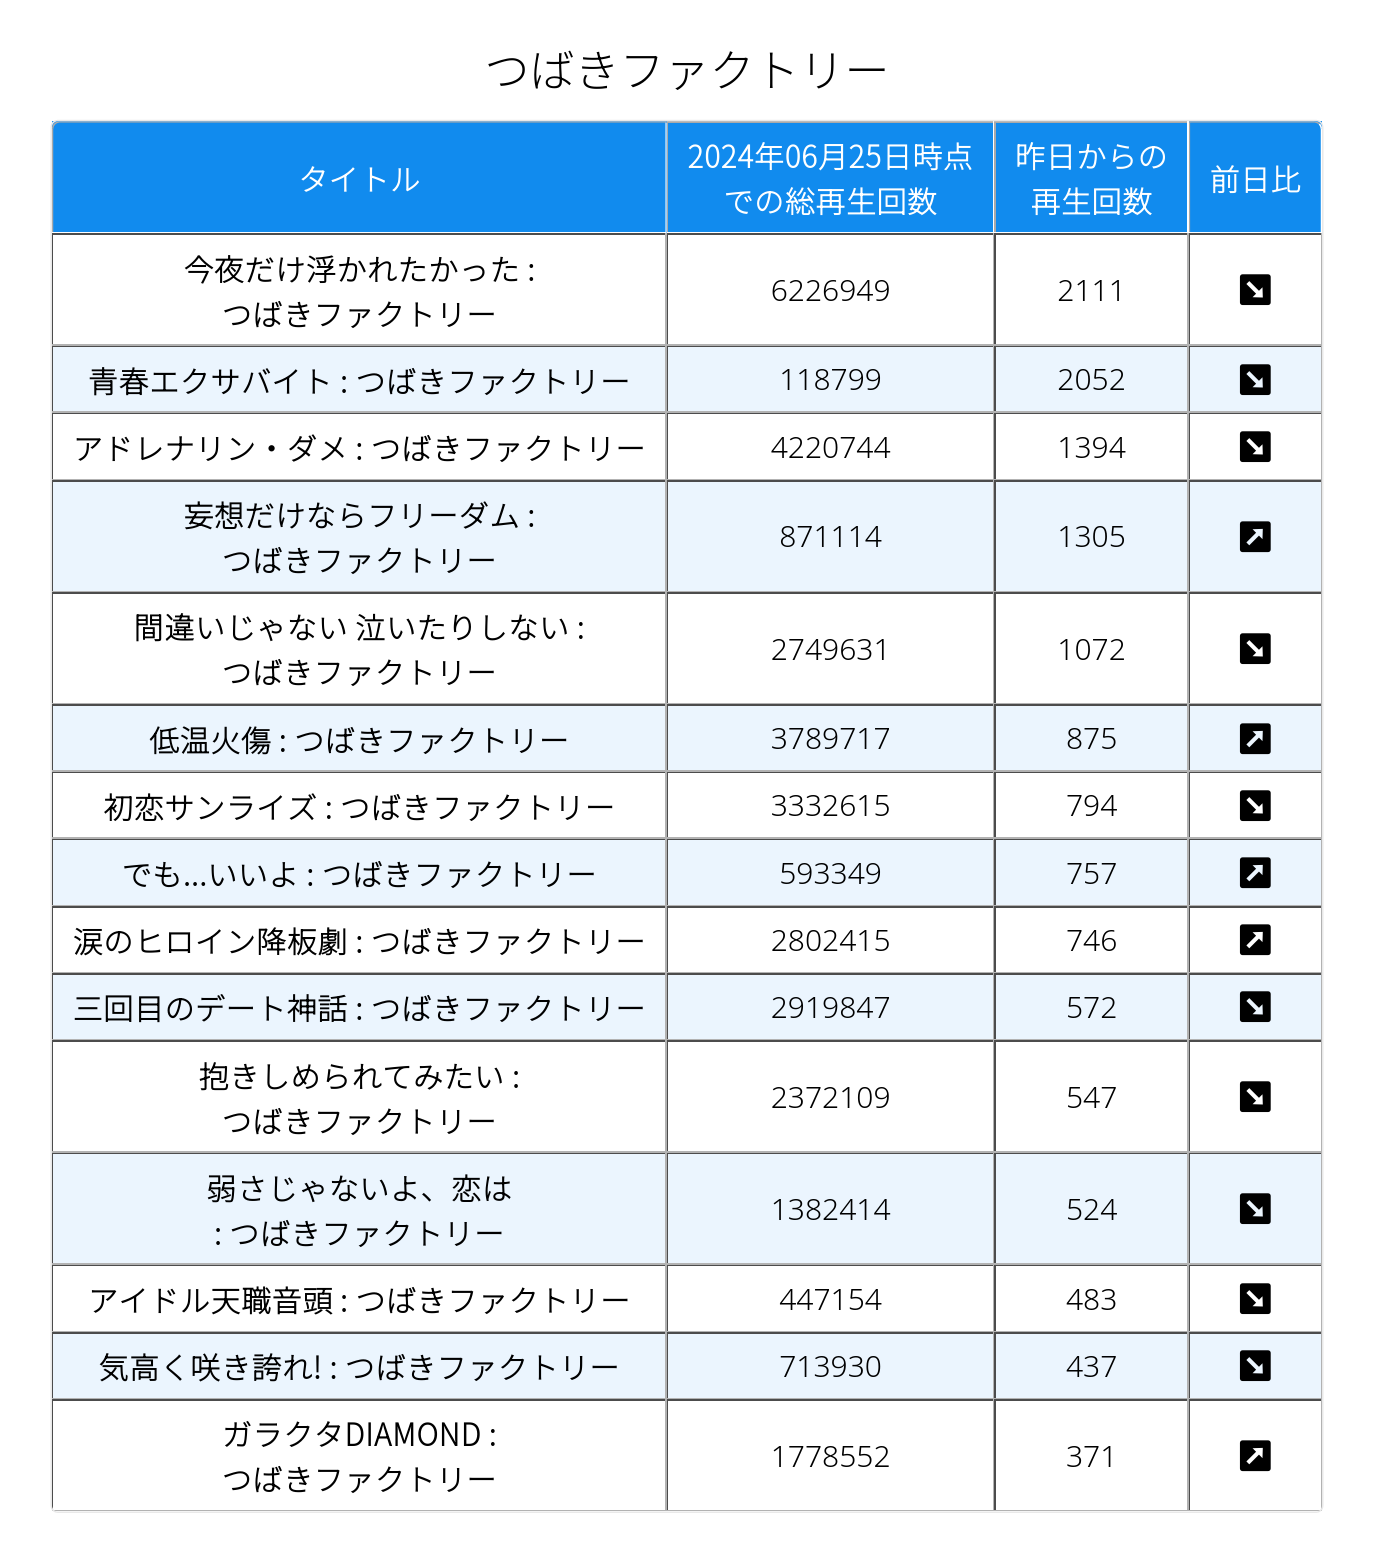 つばきファクトリー
タイトル
2024年06月25日時点
での総再生回数
昨日からの
再生回数
前日比
今夜だけ浮かれたかった :
つばきファクトリー
6226949
2111
青春エクサバイト : つばきファクトリー
118799
2052
アドレナリン・ダメ : つばきファクトリー
4220744
1394
妄想だけならフリーダム :
つばきファクトリー
871114
1305
間違いじゃない 泣いたりしない :
つばきファクトリー
2749631
1072
低温火傷 : つばきファクトリー
3789717
875
初恋サンライズ : つばきファクトリー
3332615
794
でも...いいよ : つばきファクトリー
593349
757
涙のヒロイン降板劇 : つばきファクトリー
2802415
746
三回目のデート神話 : つばきファクトリー
2919847
572
抱きしめられてみたい :
つばきファクトリー
2372109
547
弱さじゃないよ、恋は
: つばきファクトリー
1382414
524
アイドル天職音頭 : つばきファクトリー
447154
483
気高く咲き誇れ! : つばきファクトリー
713930
437
ガラクタDIAMOND :
つばきファクトリー
1778552
371